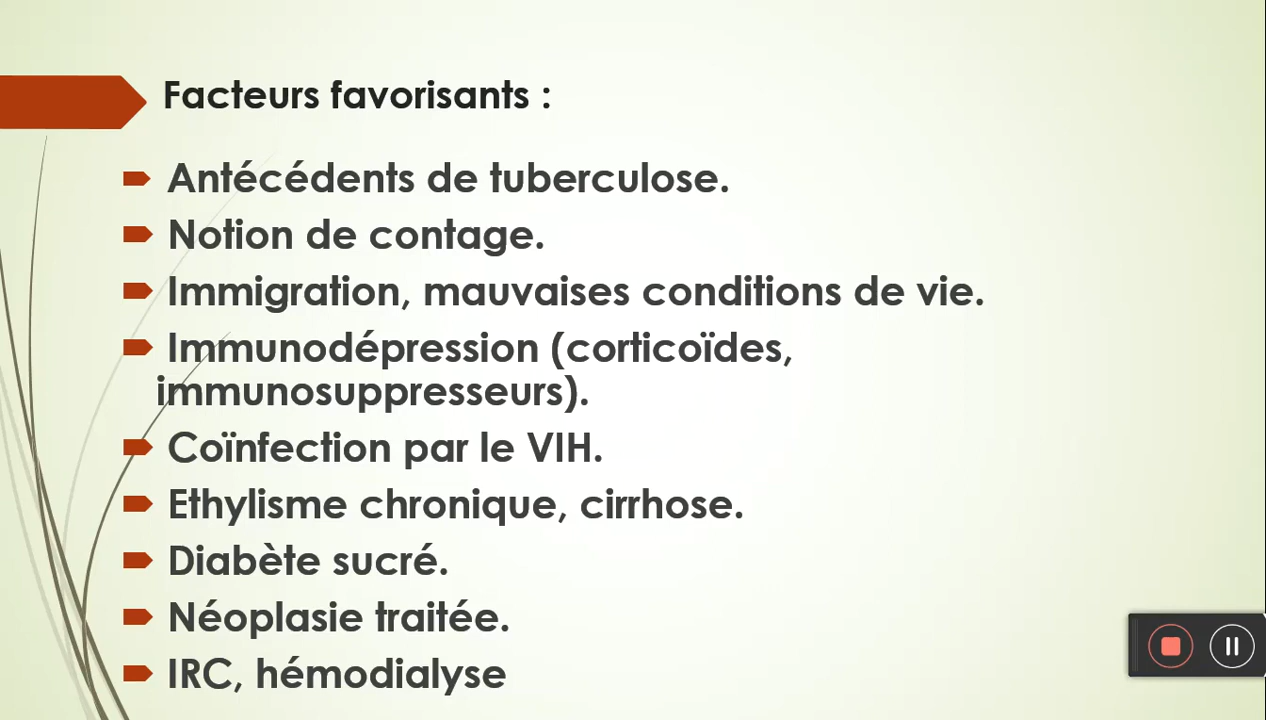 Facteurs favorisants :
Antécédents de tuberculose.
Notion de contage.
Immigration, mauvaises conditions de vie.
Immunodépression (corticoïdes,
immunosuppresseurs).
Coïnfection par le VIH.
Ethylisme chronique, cirrhose.
Diabète sucré.
Néoplasie traitée.
IRC, hémodialyse